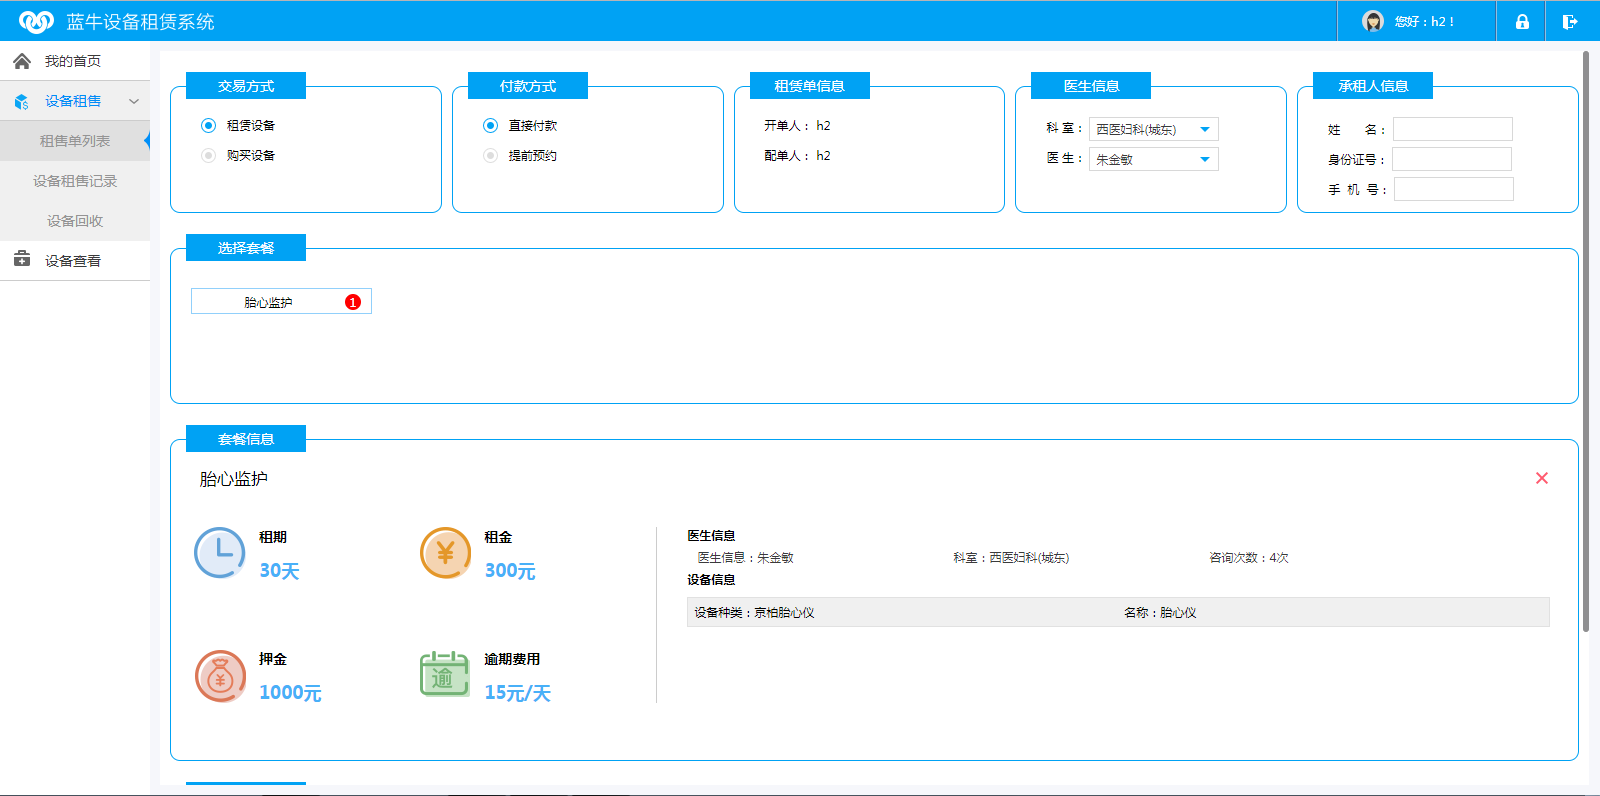 蓝牛设备租赁系统
您好：h2！
我的首页
设备租售
租售单列表
设备租售记录
设备回收
设备查看
交易方式
租赁设备
购买设备
付款方式
直接付款
提前预约
租赁单信息
开单人： h2
配单人： h2
医生信息
科 室： 西医妇科(城东)
医 生： 朱金敏
承租人信息
姓 名：
身份证号：
手 机 号：
选择套餐
胎心监护 1
套餐信息
胎心监护
租期
30天
租金
¥
300元
押金
¥
1000元
逾期费用
逾
15元/天
医生信息
医生信息：朱金敏 科室：西医妇科(城东) 咨询次数：4次
设备信息
设备种类：京柏胎心仪 名称：胎心仪